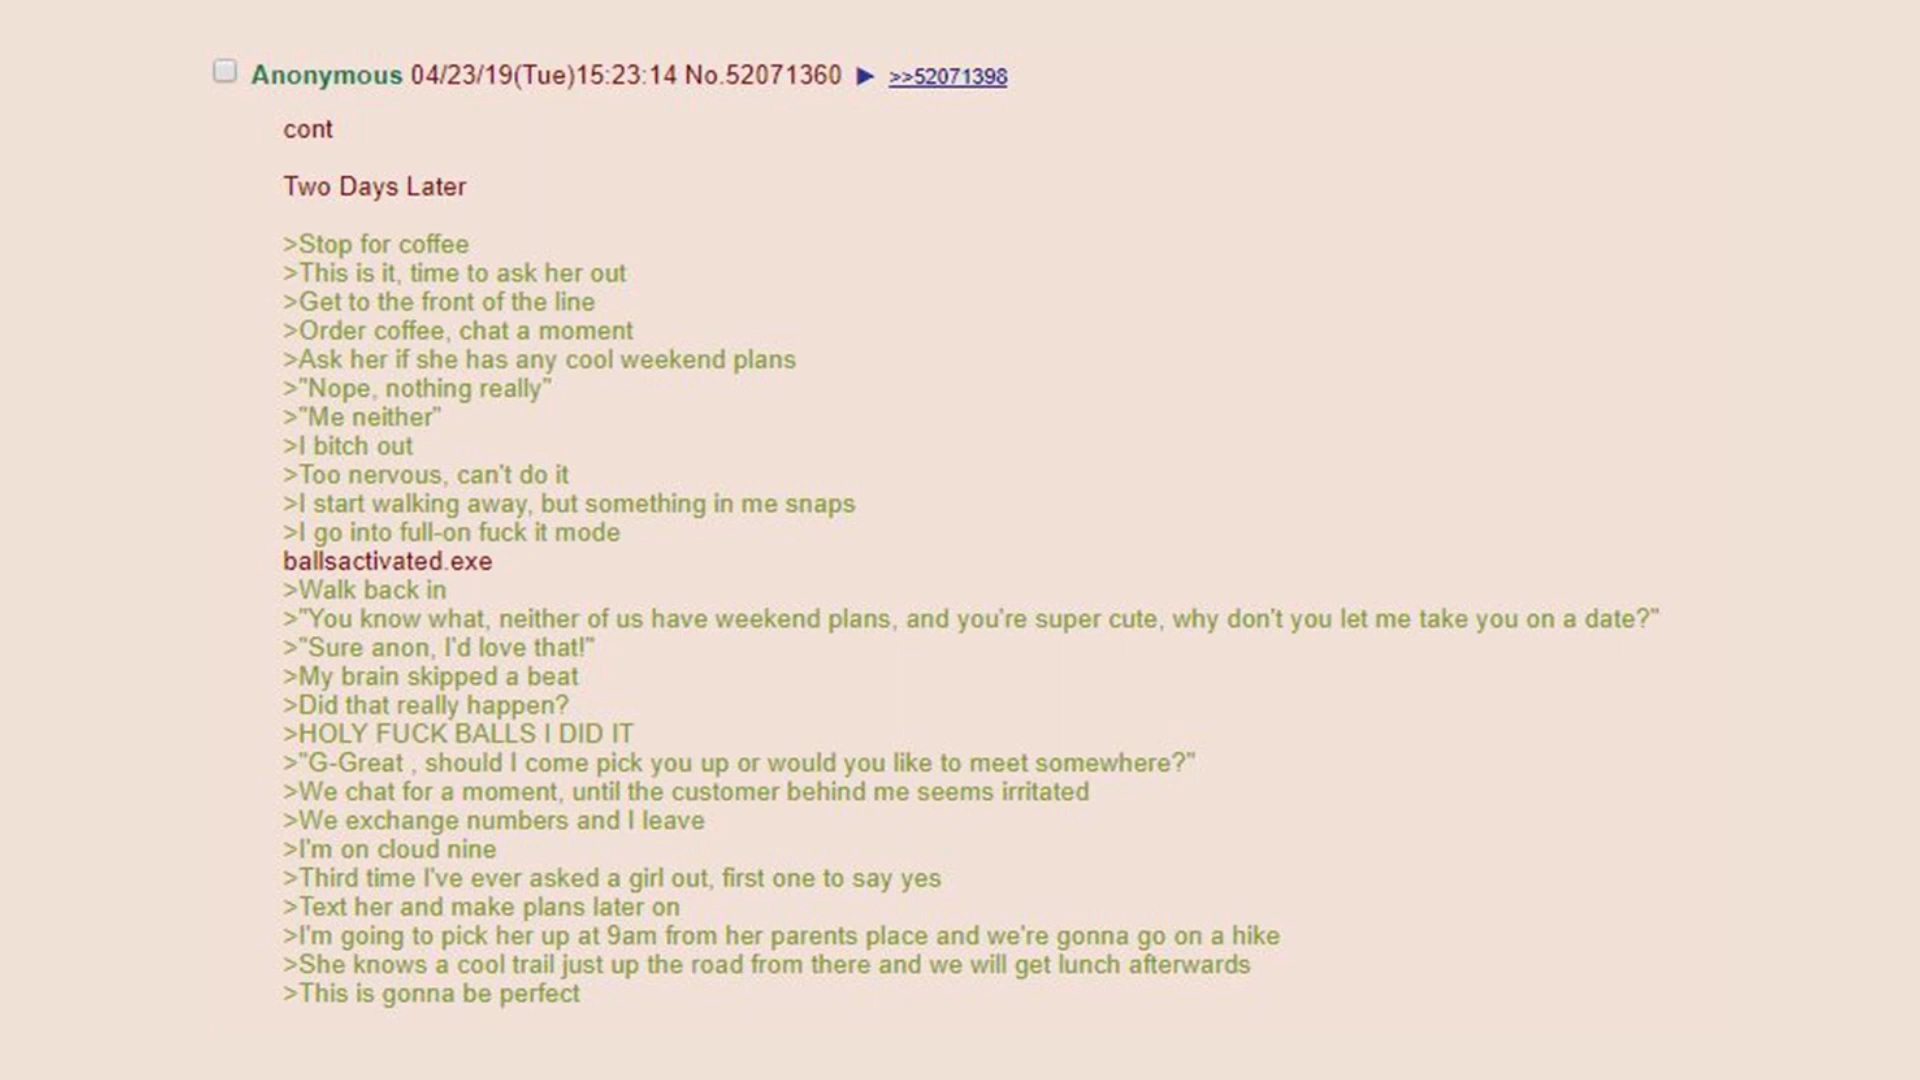 Anonymous 04/23/19(Tue)15:23:14 No.52071360 ▶ >>52071398
cont
Two Days Later
>Stop for coffee
>This is it, time to ask her out
>Get to the front of the line
>Order coffee, chat a moment
>Ask her if she has any cool weekend plans
>"Nope, nothing really"
>"Me neither"
>I bitch out
>Too nervous, can't do it
>I start walking away, but something in me snaps
>I go into full-on fuck it mode
ballsactivated.exe
>Walk back in
>"You know what, neither of us have weekend plans, and you're super cute, why don't you let me take you on a date?"
>"Sure anon, I'd love that!"
>My brain skipped a beat
>Did that really happen?
>HOLY FUCK BALLS I DID IT
>"G-Great , should I come pick you up or would you like to meet somewhere?"
>We chat for a moment, until the customer behind me seems irritated
>We exchange numbers and I leave
>I'm on cloud nine
>Third time I've ever asked a girl out, first one to say yes
>Text her and make plans later on
>I'm going to pick her up at 9am from her parents place and we're gonna go on a hike
>She knows a cool trail just up the road from there and we will get lunch afterwards
>This is gonna be perfect